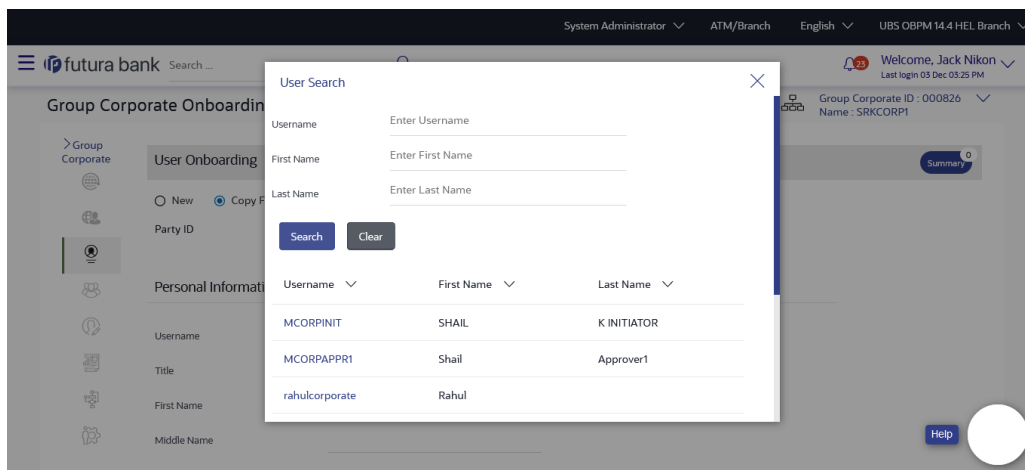 System Administrator ATM/Branch English UBS OBPM 14.4 HEL Branch
futura bank Search ... 23 Welcome, Jack Nikon
Last login 03 Dec 03:25 PM
Group Corporate Onboardin
Group Corporate ID : 000826
Name : SRKCORP1
Group
Corporate
User Onboarding
Summary 0
New Copy F
Party ID
Personal Informati
Username
Title
First Name
Middle Name
User Search
Username Enter Username
First Name Enter First Name
Last Name Enter Last Name
Search Clear
Username First Name Last Name
MCORPINIT SHAIL K INITIATOR
MCORPAPPR1 Shail Approver1
rahulcorporate Rahul
Help